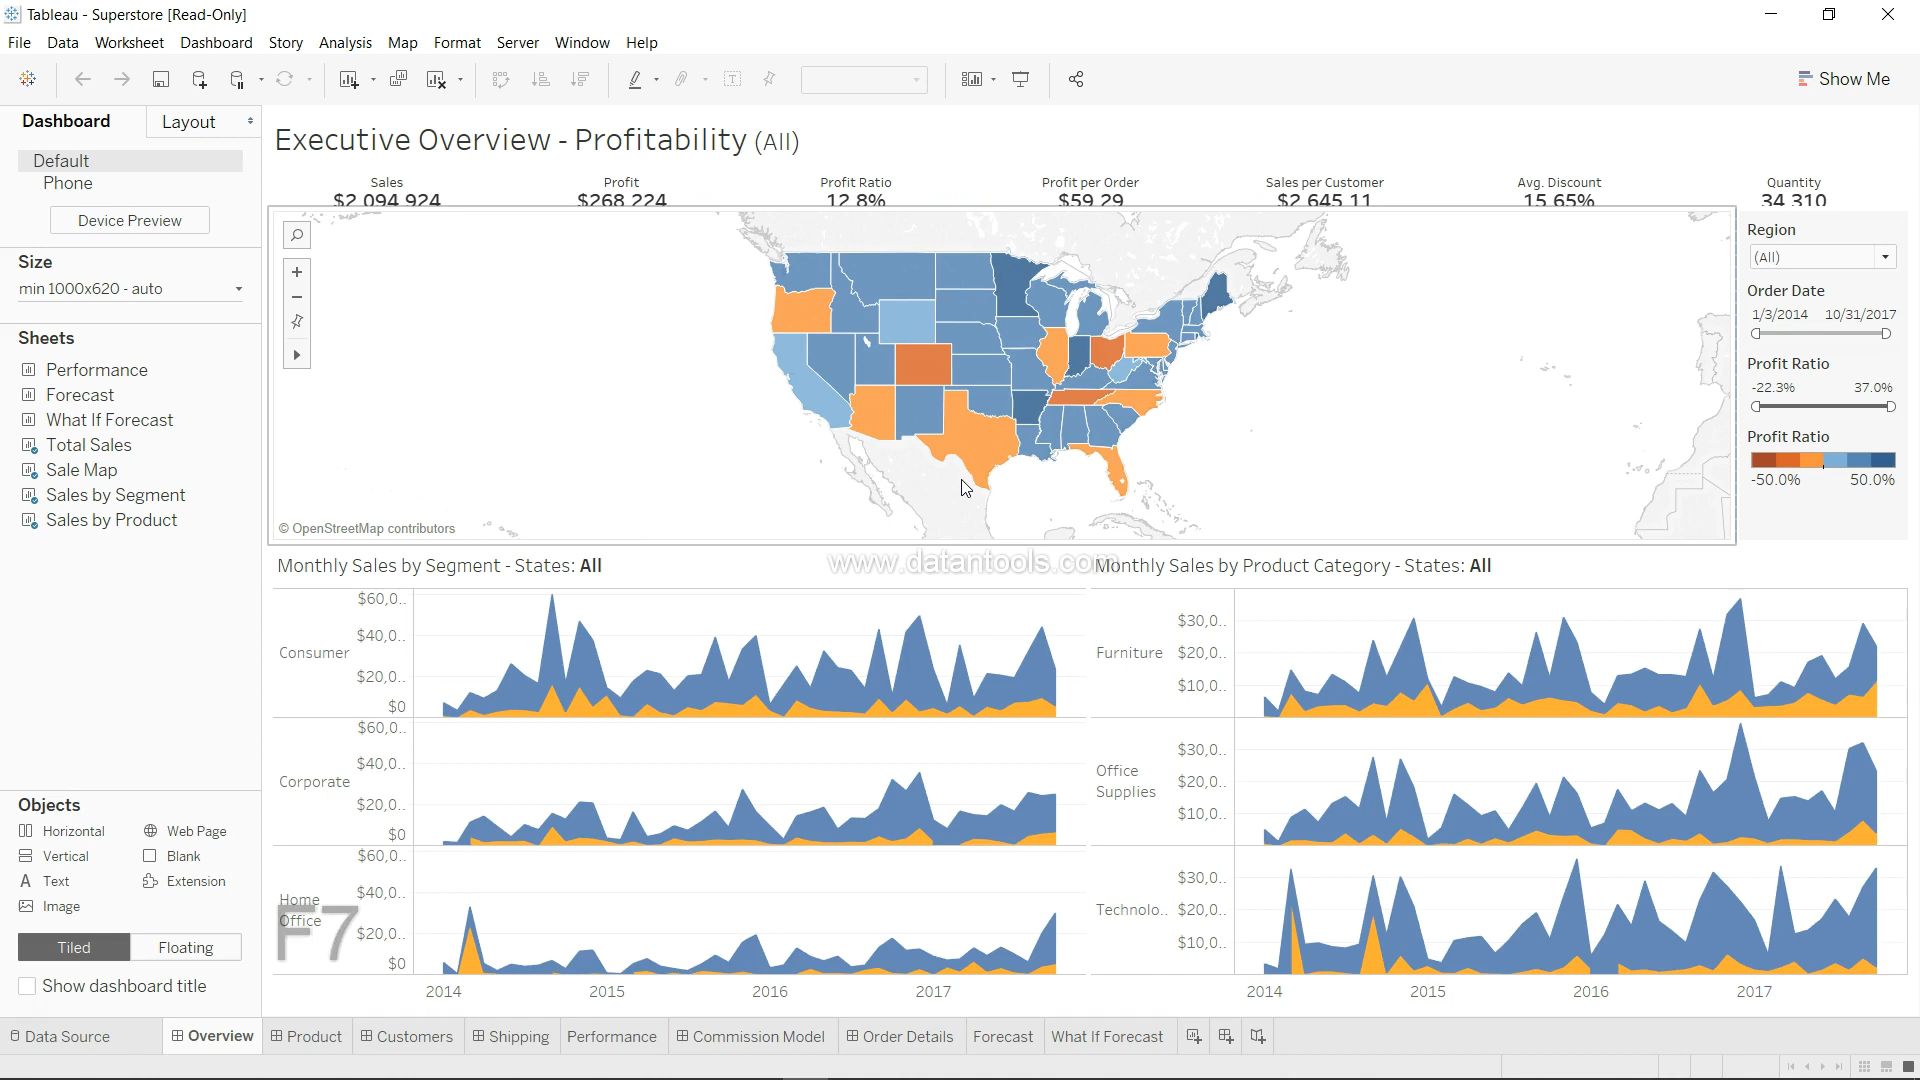 Tableau - Superstore [Read-Only]
File Data Worksheet Dashboard Story Analysis Map Format Server Window Help
Show Me
Dashboard Layout
Default
Phone
Device Preview
Size
min 1000x620 - auto
Sheets
Performance
Forecast
What If Forecast
Total Sales
Sale Map
Sales by Segment
Sales by Product
Objects
Horizontal Web Page
Vertical Blank
A Text Extension
Image
Tiled Floating
Show dashboard title
Executive Overview - Profitability (All)
Sales Profit Profit Ratio Profit per Order Sales per Customer Avg. Discount Quantity
$2 094 924 $268 224 12.8% $59.29 $2 645.11 15.65% 34 310
© OpenStreetMap contributors
Region
(All)
Order Date
1/3/2014 10/31/2017
Profit Ratio
-22.3% 37.0%
Profit Ratio
-50.0% 50.0%
www.datantools.com
Monthly Sales by Segment - States: All
$60,0..
$40,0..
Consumer
$20,0..
$0
$60,0..
$40,0..
Corporate
$20,0..
$0
$60,0..
$40,0..
Home
Office
$20,0..
$0
F7
2014 2015 2016 2017
Monthly Sales by Product Category - States: All
$30,0..
Furniture $20,0..
$10,0..
$30,0..
Office
Supplies
$20,0..
$10,0..
$30,0..
Technolo.. $20,0..
$10,0..
2014 2015 2016 2017
Data Source Overview Product Customers Shipping Performance Commission Model Order Details Forecast What If Forecast